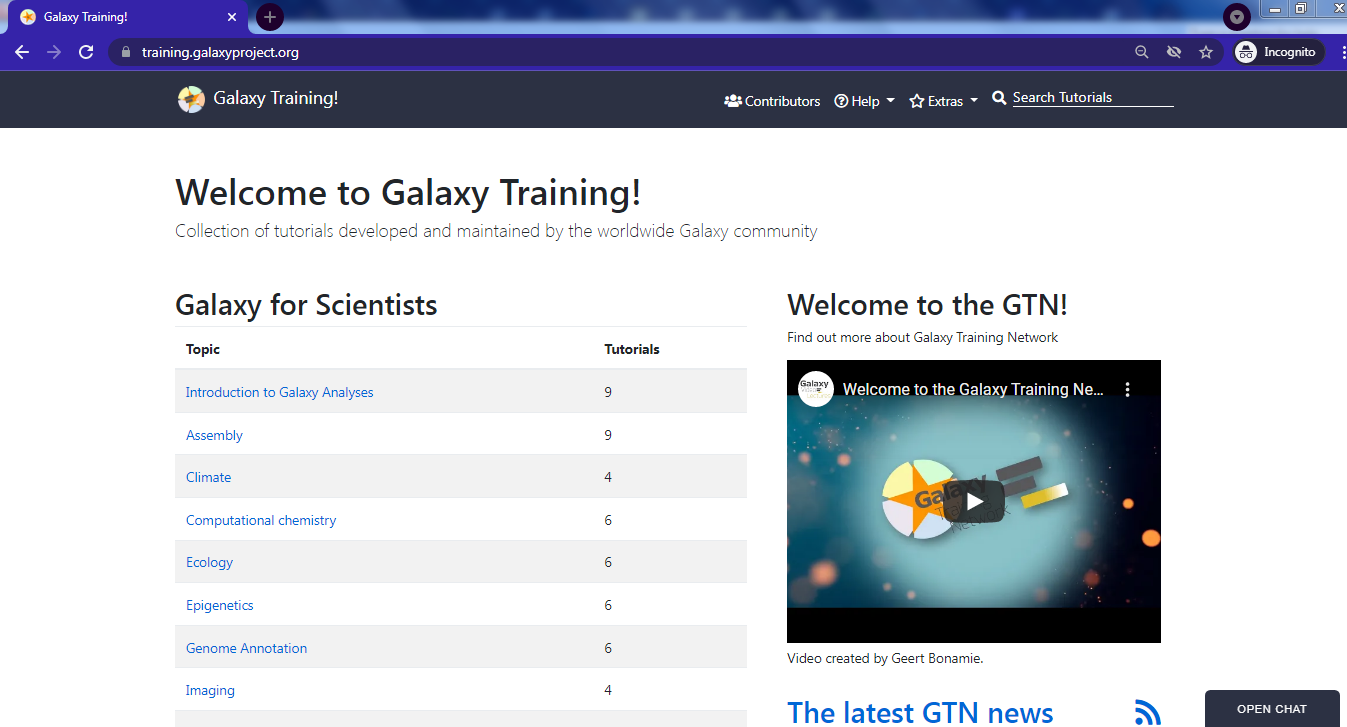 Galaxy Training!
training.galaxyproject.org
Incognito
Galaxy Training!
Contributors
Help
Extras
Search Tutorials
Welcome to Galaxy Training!
Collection of tutorials developed and maintained by the worldwide Galaxy community
Galaxy for Scientists
Topic Tutorials
Introduction to Galaxy Analyses 9
Assembly 9
Climate 4
Computational chemistry 6
Ecology 6
Epigenetics 6
Genome Annotation 6
Imaging 4
Welcome to the GTN!
Find out more about Galaxy Training Network
Galaxy
Welcome to the Galaxy Training Ne...
Galaxy
Network
Video created by Geert Bonamie.
The latest GTN news
OPEN CHAT